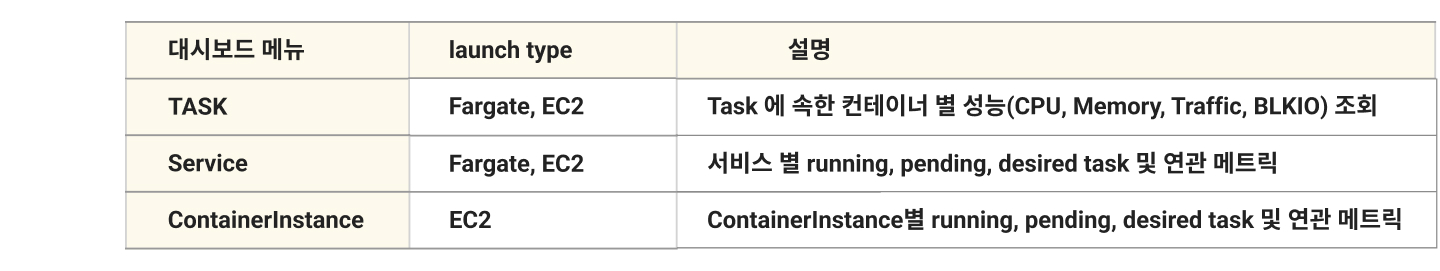 대시보드 메뉴 launch type 설명
TASK Fargate, EC2 Task 에 속한 컨테이너 별 성능(CPU, Memory, Traffic, BLKIO) 조회
Service Fargate, EC2 서비스 별 running, pending, desired task 및 연관 메트릭
ContainerInstance EC2 ContainerInstance별 running, pending, desired task 및 연관 메트릭